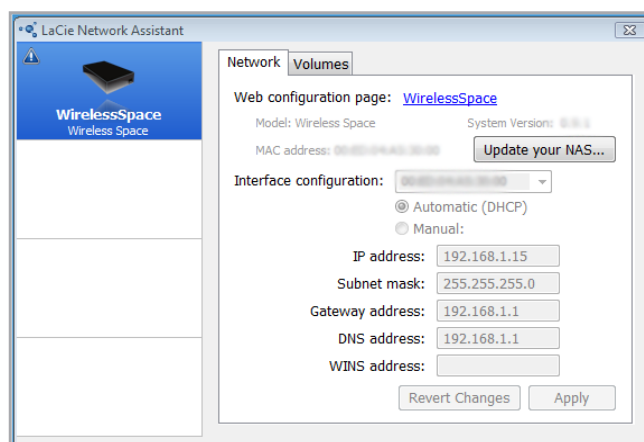 LaCie Network Assistant
WirelessSpace
Wireless Space
Network
Volumes
Web configuration page: WirelessSpace
Model: Wireless Space System Version:
MAC address:
Update your NAS...
Interface configuration:
Automatic (DHCP)
Manual:
IP address: 192.168.1.15
Subnet mask: 255.255.255.0
Gateway address: 192.168.1.1
DNS address: 192.168.1.1
WINS address:
Revert Changes
Apply